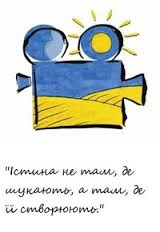 "Істина не там, де
шукають, а там, де
її створюють."